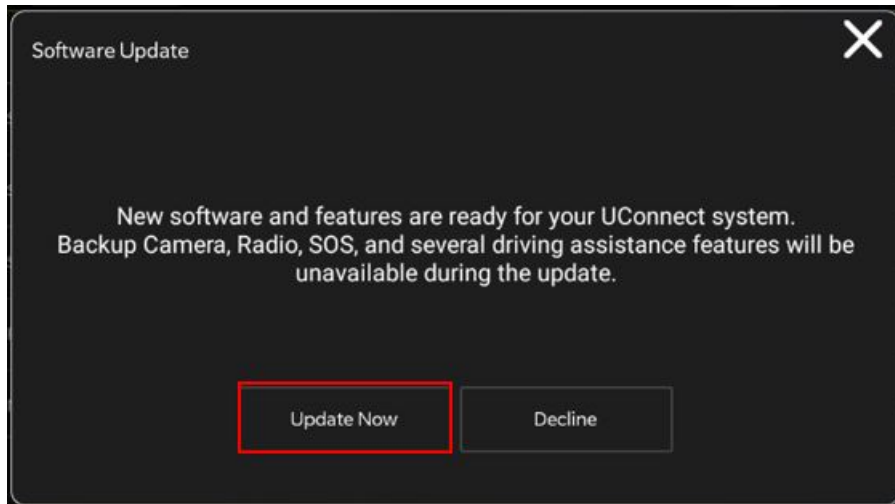 Software Update
New software and features are ready for your UConnect system.
Backup Camera, Radio, SOS, and several driving assistance features will be
unavailable during the update.
Update Now
Decline